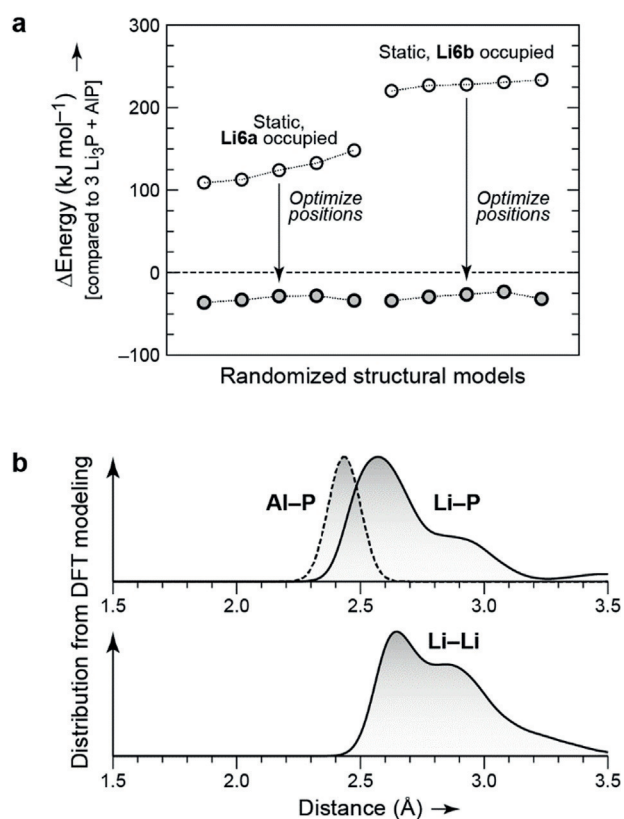 a
300
200
100
0
–100
ΔEnergy (kJ mol⁻¹) →
[compared to 3 Li₃P + AlP]
Static, Li6b occupied
Static,
Li6a occupied
Optimize
positions
Optimize
positions
Randomized structural models
b
Distribution from DFT modeling
Al–P
Li–P
1.5 2.0 2.5 3.0 3.5
Li–Li
1.5 2.0 2.5 3.0 3.5
Distance (Å) →